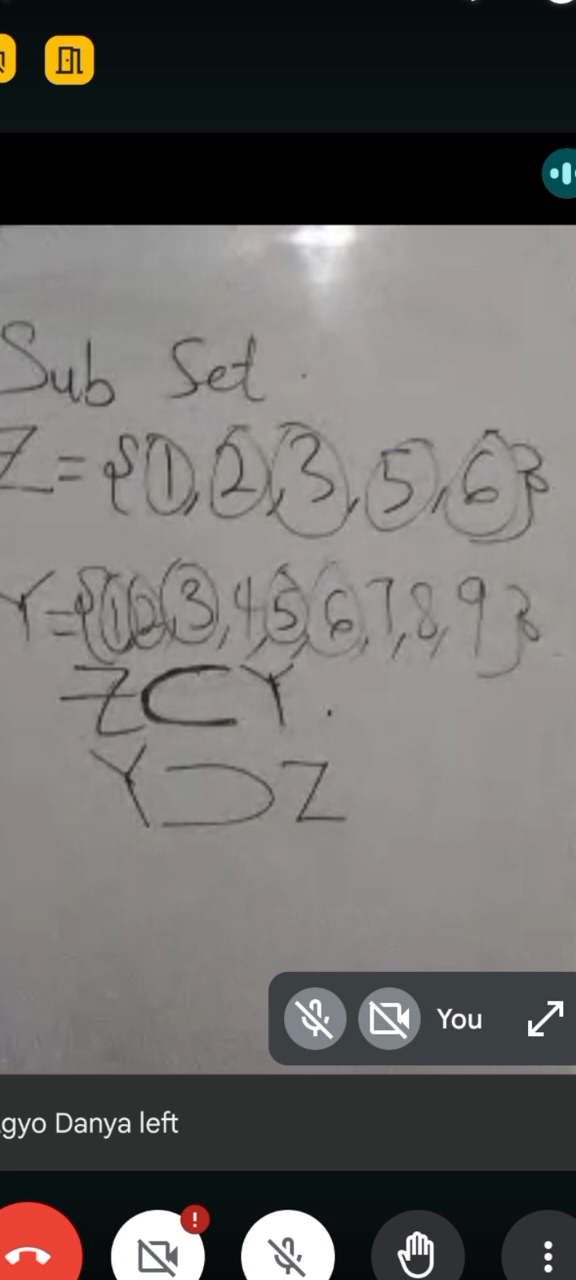 Sub Set.
Z = {1, 2, 3, 5, 6}
Y = {1, 2, 3, 4, 5, 6, 7, 8, 9}
Z ⊂ Y.
Y ⊃ Z
You
gyo Danya left
!